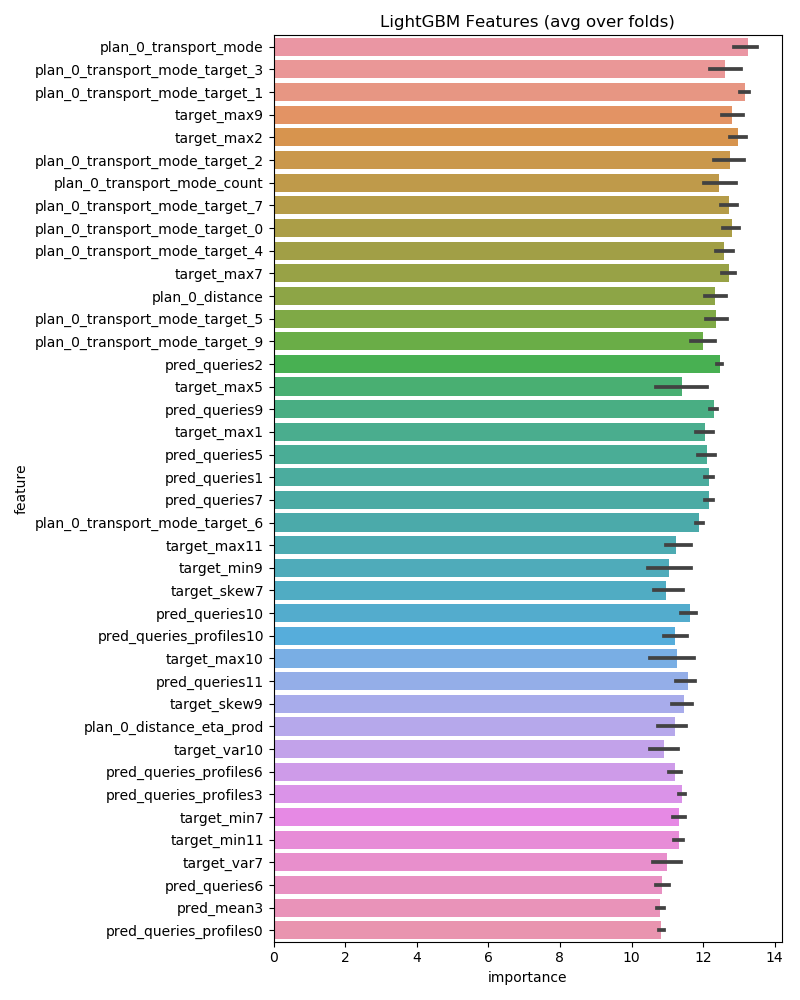 LightGBM Features (avg over folds)
plan_0_transport_mode
plan_0_transport_mode_target_3
plan_0_transport_mode_target_1
target_max9
target_max2
plan_0_transport_mode_target_2
plan_0_transport_mode_count
plan_0_transport_mode_target_7
plan_0_transport_mode_target_0
plan_0_transport_mode_target_4
target_max7
plan_0_distance
plan_0_transport_mode_target_5
plan_0_transport_mode_target_9
pred_queries2
target_max5
pred_queries9
target_max1
pred_queries5
pred_queries1
pred_queries7
plan_0_transport_mode_target_6
target_max11
target_min9
target_skew7
pred_queries10
pred_queries_profiles10
target_max10
pred_queries11
target_skew9
plan_0_distance_eta_prod
target_var10
pred_queries_profiles6
pred_queries_profiles3
target_min7
target_min11
target_var7
pred_queries6
pred_mean3
pred_queries_profiles0
feature
0 2 4 6 8 10 12 14
importance